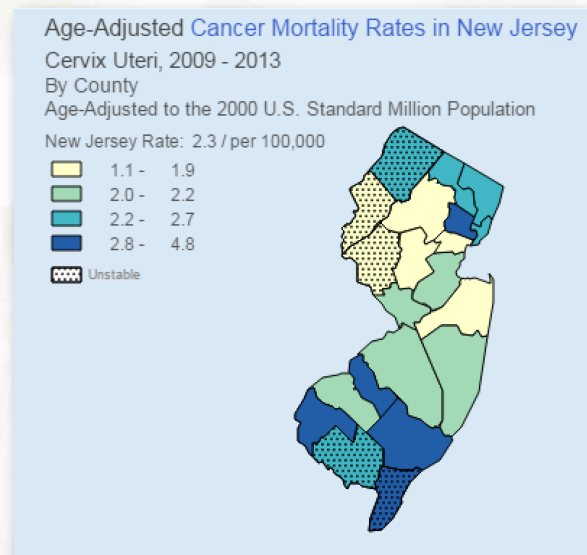 Age-Adjusted Cancer Mortality Rates in New Jersey
Cervix Uteri, 2009 - 2013
By County
Age-Adjusted to the 2000 U.S. Standard Million Population
New Jersey Rate: 2.3 / per 100,000
1.1 - 1.9
2.0 - 2.2
2.2 - 2.7
2.8 - 4.8
Unstable